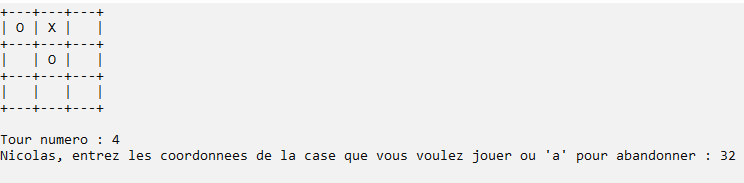 +---+---+---+
| O | X |   |
+---+---+---+
|   | O |   |
+---+---+---+
|   |   |   |
+---+---+---+
Tour numero : 4
Nicolas, entrez les coordonnees de la case que vous voulez jouer ou 'a' pour abandonner : 32